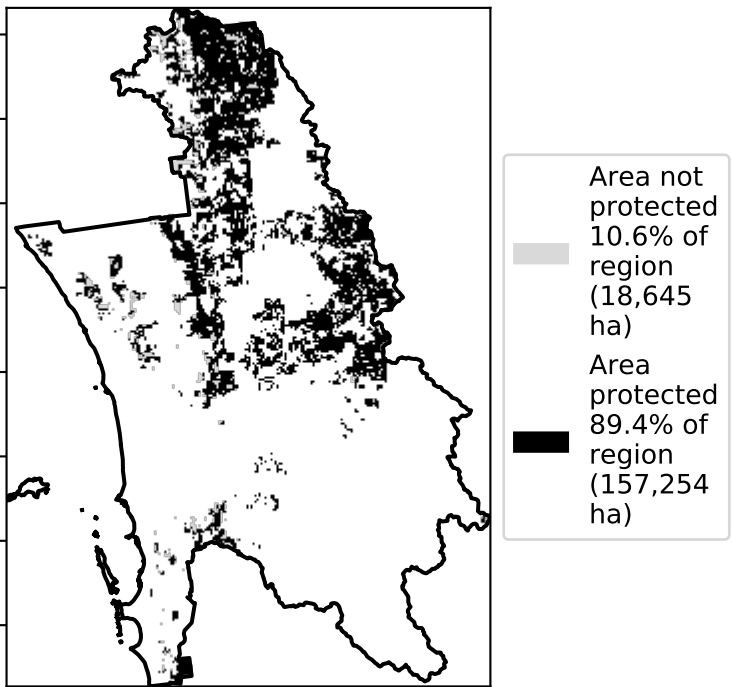 Area not
protected
10.6% of
region
(18,645
ha)
Area
protected
89.4% of
region
(157,254
ha)